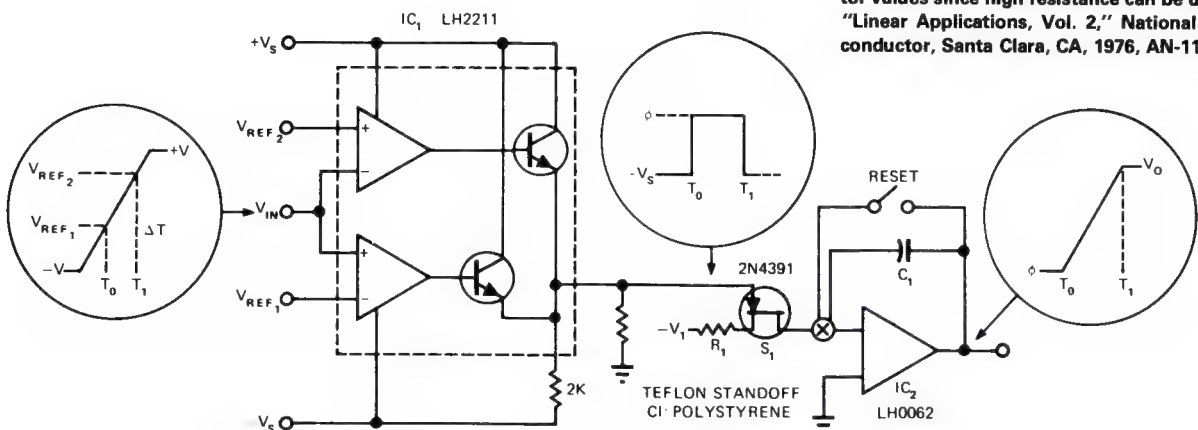 tor values since high resistance can be u
"Linear Applications, Vol. 2," National
conductor, Santa Clara, CA, 1976, AN-11
IC1 LH2211
+VS
VREF2
VIN
VREF1
VS
+
−
+
−
+V
VREF2
VREF1
−V
ΔT
T0 T1
2K
φ
−VS
T0 T1
2N4391
−V1
R1
S1
TEFLON STANDOFF
CI· POLYSTYRENE
RESET
C1
IC2
LH0062
VO
φ
T0 T1